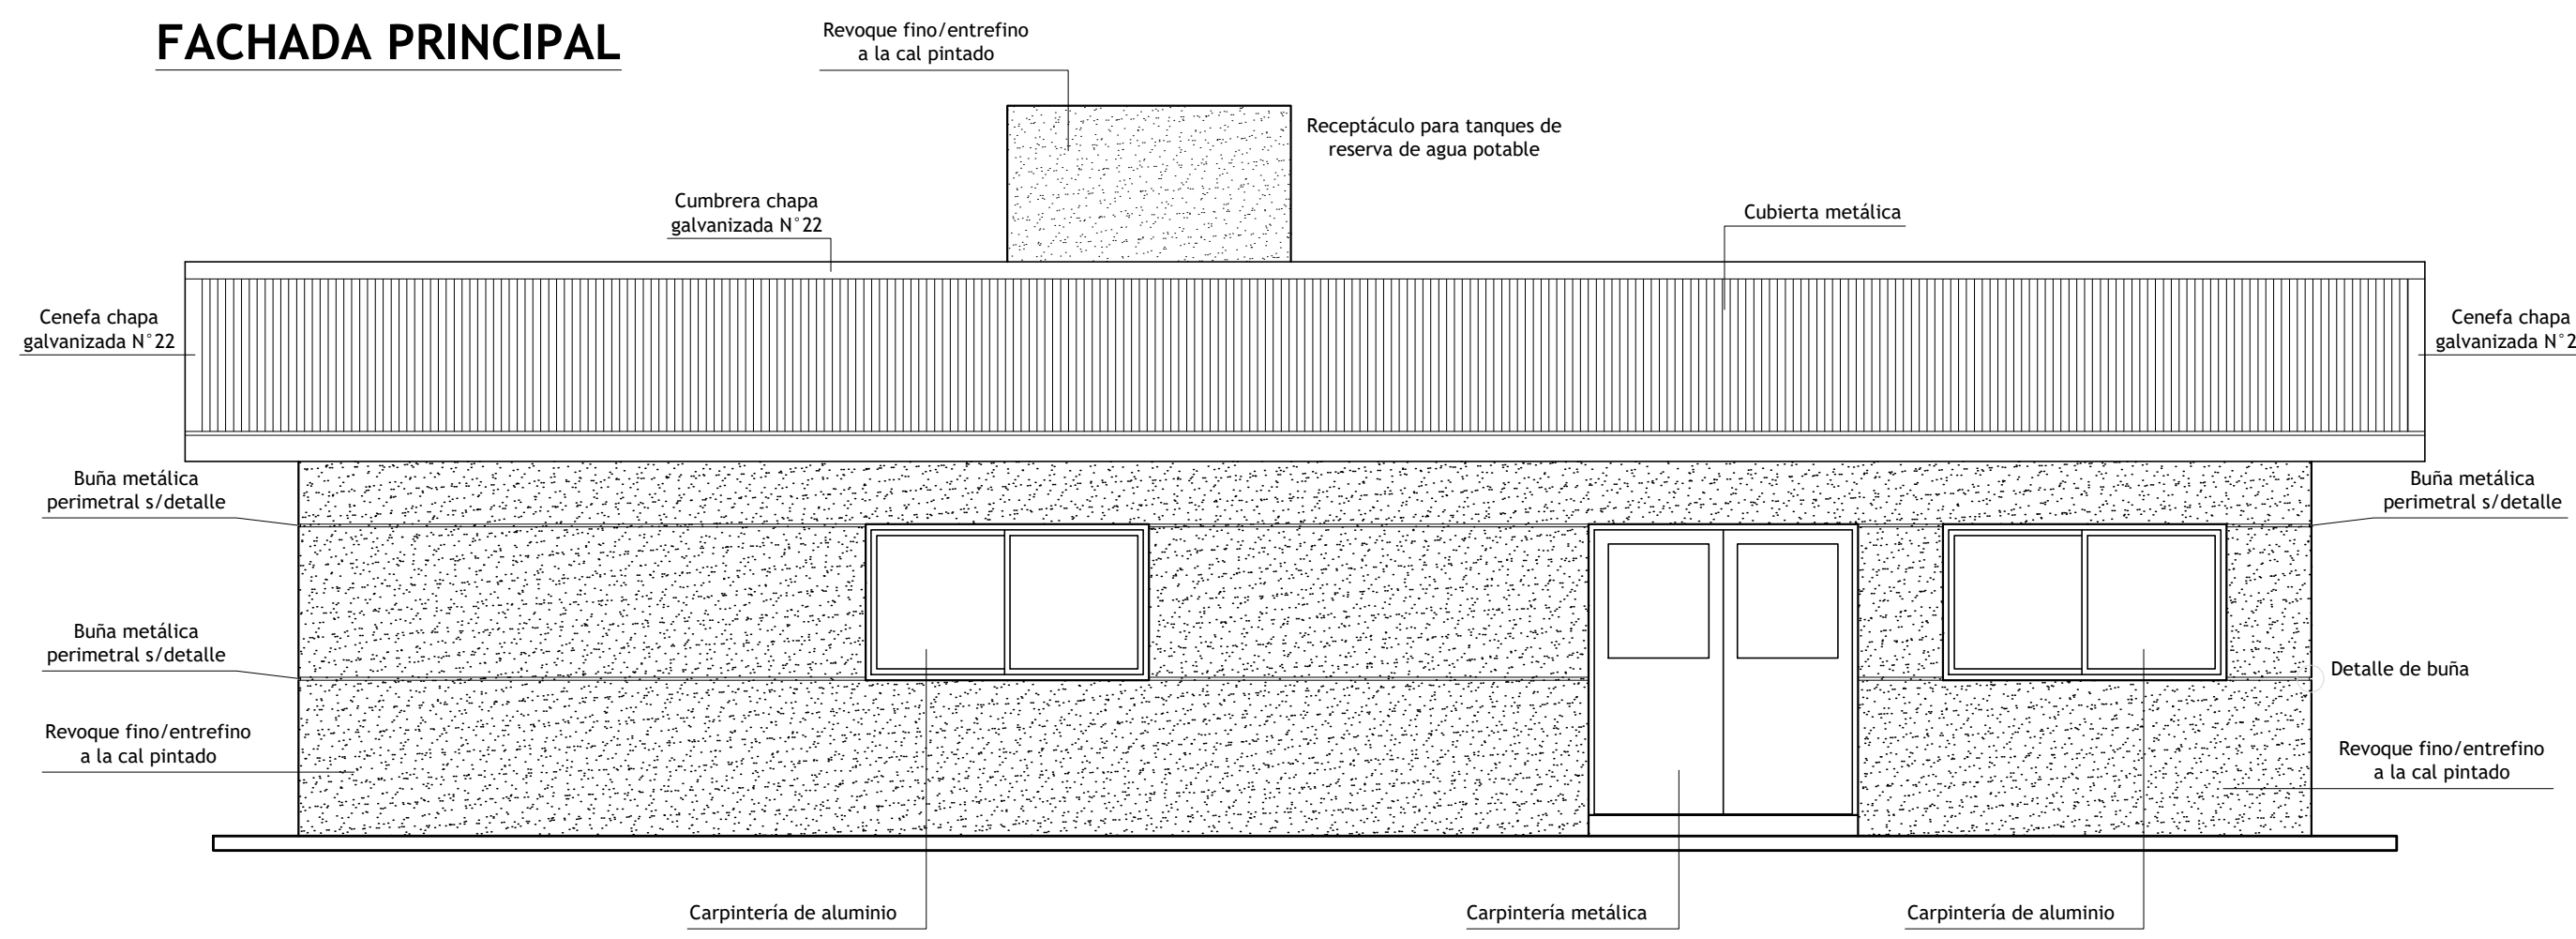 FACHADA PRINCIPAL
Revoque fino/entrefino
a la cal pintado
Receptáculo para tanques de
reserva de agua potable
Cumbrera chapa
galvanizada N°22
Cubierta metálica
Cenefa chapa
galvanizada N°22
Cenefa chapa
galvanizada N°2
Buña metálica
perimetral s/detalle
Buña metálica
perimetral s/detalle
Buña metálica
perimetral s/detalle
Detalle de buña
Revoque fino/entrefino
a la cal pintado
Revoque fino/entrefino
a la cal pintado
Carpintería de aluminio
Carpintería metálica
Carpintería de aluminio